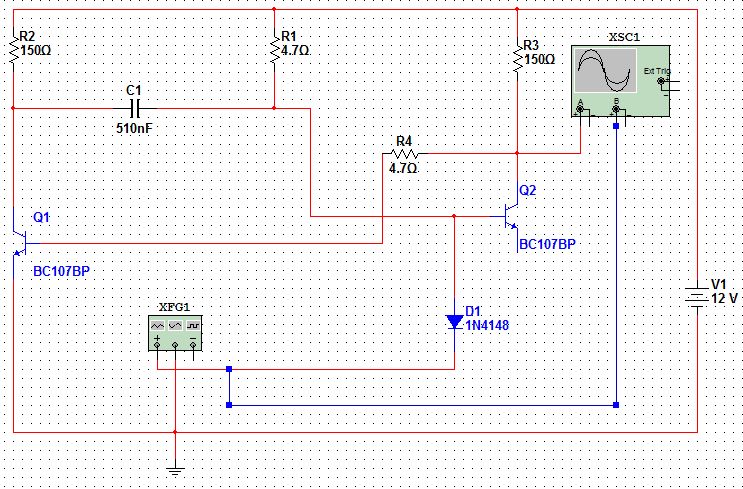 R2
150Ω
R1
4.7Ω
R3
150Ω
XSC1
Ext Trig
+
-
A
B
+
-
+
-
C1
510nF
R4
4.7Ω
Q1
BC107BP
Q2
BC107BP
V1
12 V
XFG1
+
-
D1
1N4148